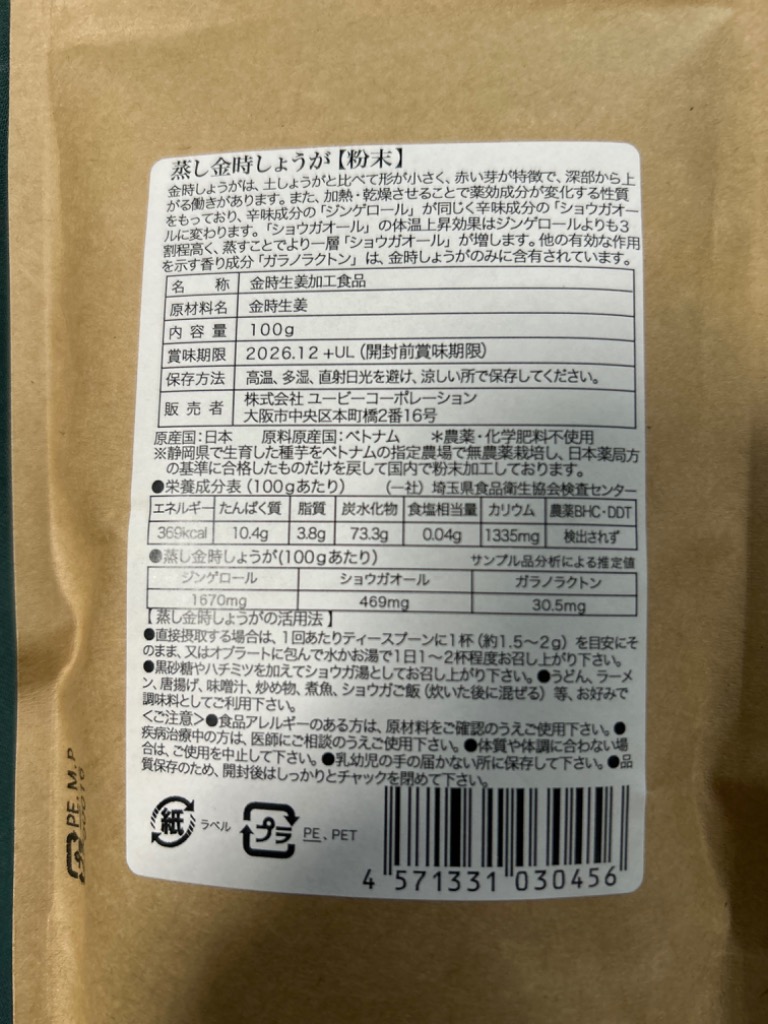 蒸し金時しょうが【粉末】
金時しょうがは、土しょうがと比べて形が小さく、赤い芽が特徴で、深部から上
がる働きがあります。また、加熱・乾燥させることで薬効成分が変化する性質
をもっており、辛味成分の「ジンゲロール」が同じく辛味成分の「ショウガオー
ルに変わります。「ショウガオール」の体温上昇効果はジンゲロールよりも3
割程高く、蒸すことでより一層「ショウガオール」が増します。他の有効な作用
を示す香り成分「ガラノラクトン」は、金時しょうがのみに含有されています。
名 称 金時生姜加工食品
原材料名 金時生姜
内容量 100g
賞味期限 2026.12 +UL (開封前賞味期限)
保存方法 高温、多湿、直射日光を避け、涼しい所で保存してください。
販売者 株式会社 ユーピーコーポレーション
大阪市中央区本町橋2番16号
原産国:日本 原料原産国:ベトナム *農薬・化学肥料不使用
※静岡県で生育した種芋をベトナムの指定農場で無農薬栽培し、日本薬局方
の基準に合格したものだけを戻して国内で粉末加工しております。
●栄養成分表(100gあたり) (一社)埼玉県食品衛生協会検査センター
エネルギー たんぱく質 脂質 炭水化物 食塩相当量 カリウム 農薬BHC・DDT
369kcal 10.4g 3.8g 73.3g 0.04g 1335mg 検出されず
●蒸し金時しょうが(100gあたり) サンプル品分析による推定値
ジンゲロール ショウガオール ガラノラクトン
1670mg 469mg 30.5mg
【蒸し金時しょうがの活用法】
●直接摂取する場合は、1回あたりティースプーンに1杯(約1.5〜2g)を目安にそ
のまま、又はオブラートに包んで水かお湯で1日1〜2杯程度お召し上がり下さい。
●黒砂糖やハチミツを加えてショウガ湯としてお召し上がり下さい。●うどん、ラーメ
ン、唐揚げ、味噌汁、炒め物、煮魚、ショウガご飯(炊いた後に混ぜる)等、お好みで
調味料としてご利用下さい。
<ご注意>●食品アレルギーのある方は、原材料をご確認のうえご使用下さい。●
疾病治療中の方は、医師にご相談のうえご使用下さい。●体質や体調に合わない場
合は、ご使用を中止して下さい。●乳幼児の手の届かない所に保存して下さい。●品
質保存のため、開封後はしっかりとチャックを閉めて下さい。
紙 ラベル プラ PE、PET
4 571331 030456
PE, M, P